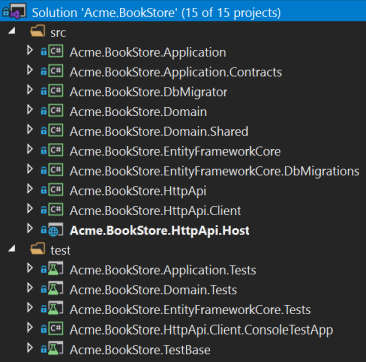 Solution 'Acme.BookStore' (15 of 15 projects)
src
C# Acme.BookStore.Application
C# Acme.BookStore.Application.Contracts
C# Acme.BookStore.DbMigrator
C# Acme.BookStore.Domain
C# Acme.BookStore.Domain.Shared
C# Acme.BookStore.EntityFrameworkCore
C# Acme.BookStore.EntityFrameworkCore.DbMigrations
C# Acme.BookStore.HttpApi
C# Acme.BookStore.HttpApi.Client
Acme.BookStore.HttpApi.Host
test
Acme.BookStore.Application.Tests
Acme.BookStore.Domain.Tests
Acme.BookStore.EntityFrameworkCore.Tests
C# Acme.BookStore.HttpApi.Client.ConsoleTestApp
Acme.BookStore.TestBase